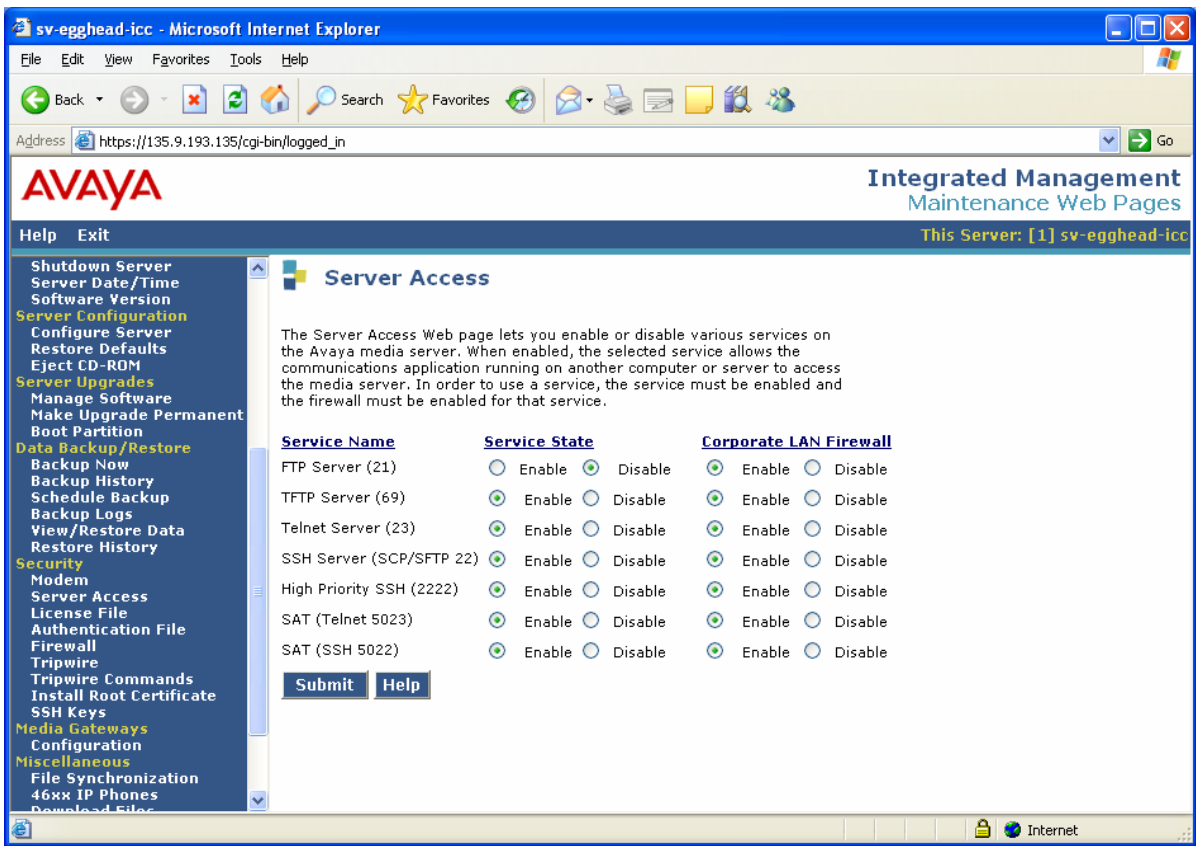 sv-egghead-icc - Microsoft Internet Explorer
File Edit View Favorites Tools Help
Back Search Favorites
Address https://135.9.193.135/cgi-bin/logged_in Go
AVAYA
Integrated Management
Maintenance Web Pages
Help Exit This Server: [1] sv-egghead-icc
Shutdown Server
Server Date/Time
Software Version
Server Configuration
Configure Server
Restore Defaults
Eject CD-ROM
Server Upgrades
Manage Software
Make Upgrade Permanent
Boot Partition
Data Backup/Restore
Backup Now
Backup History
Schedule Backup
Backup Logs
View/Restore Data
Restore History
Security
Modem
Server Access
License File
Authentication File
Firewall
Tripwire
Tripwire Commands
Install Root Certificate
SSH Keys
Media Gateways
Configuration
Miscellaneous
File Synchronization
46xx IP Phones
Download Files
Server Access
The Server Access Web page lets you enable or disable various services on
the Avaya media server. When enabled, the selected service allows the
communications application running on another computer or server to access
the media server. In order to use a service, the service must be enabled and
the firewall must be enabled for that service.
Service Name Service State Corporate LAN Firewall
FTP Server (21) Enable Disable Enable Disable
TFTP Server (69) Enable Disable Enable Disable
Telnet Server (23) Enable Disable Enable Disable
SSH Server (SCP/SFTP 22) Enable Disable Enable Disable
High Priority SSH (2222) Enable Disable Enable Disable
SAT (Telnet 5023) Enable Disable Enable Disable
SAT (SSH 5022) Enable Disable Enable Disable
Submit Help
Internet